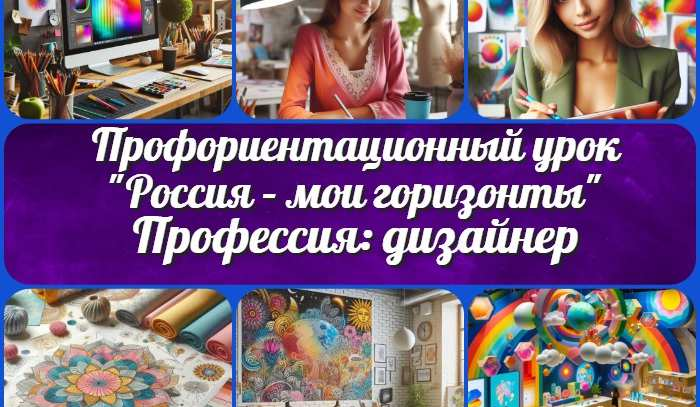 Профориентационный урок
"Россия – мои горизонты"
Профессия: дизайнер